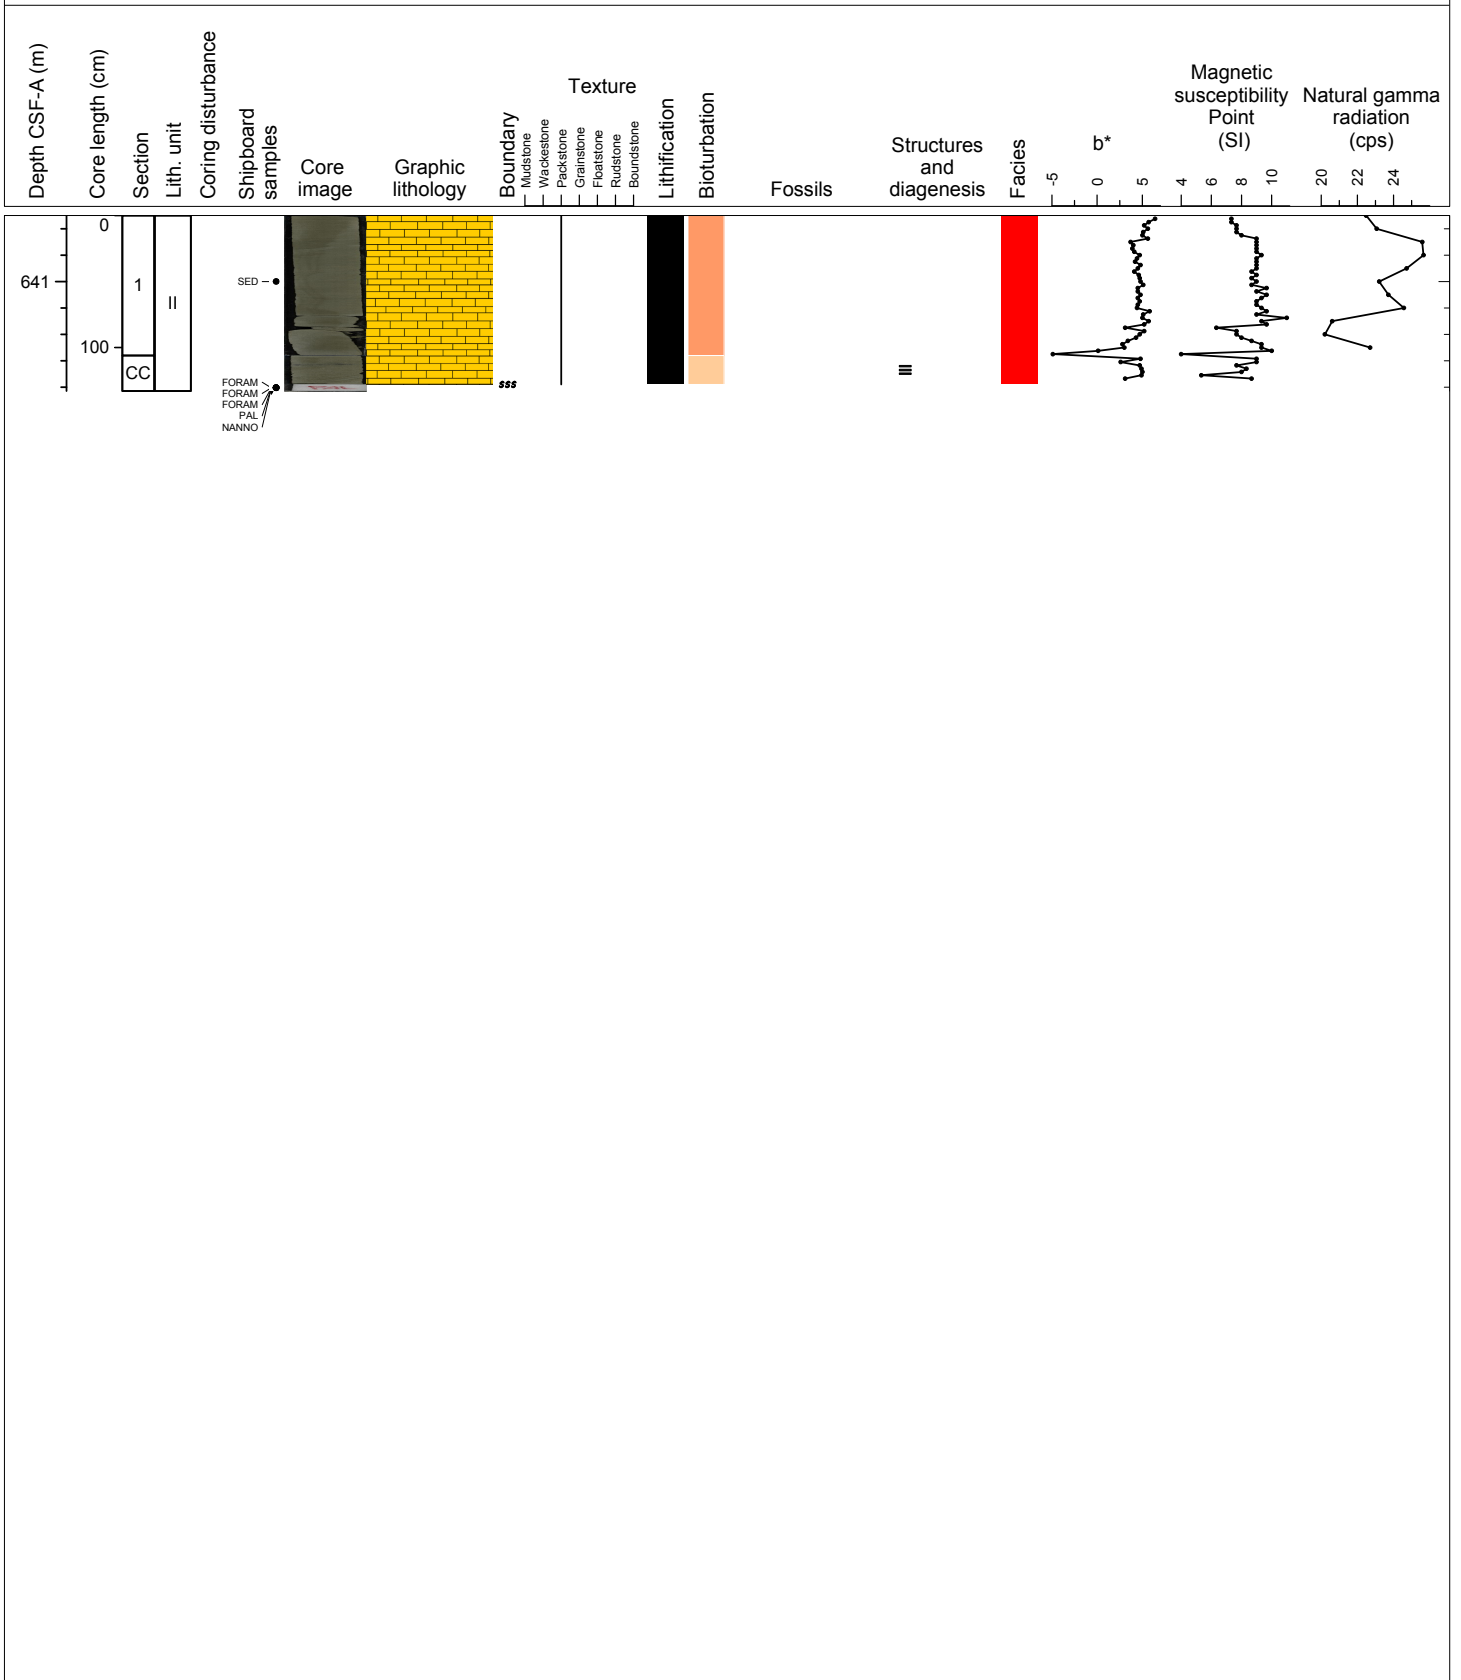 Depth CSF-A (m)
Core length (cm)
Section
Lith. unit
Coring disturbance
Shipboard
samples
Core
image
Graphic
lithology
Boundary
Texture
Mudstone
Wackestone
Packstone
Grainstone
Floatstone
Rudstone
Boundstone
Lithification
Bioturbation
Fossils
Structures
and
diagenesis
Facies
b*
-5
0
5
Magnetic
susceptibility
Point
(SI)
4
6
8
10
Natural gamma
radiation
(cps)
20
22
24
0
641
1
SED
II
100
CC
FORAM
sss
FORAM
FORAM
PAL
NANNO